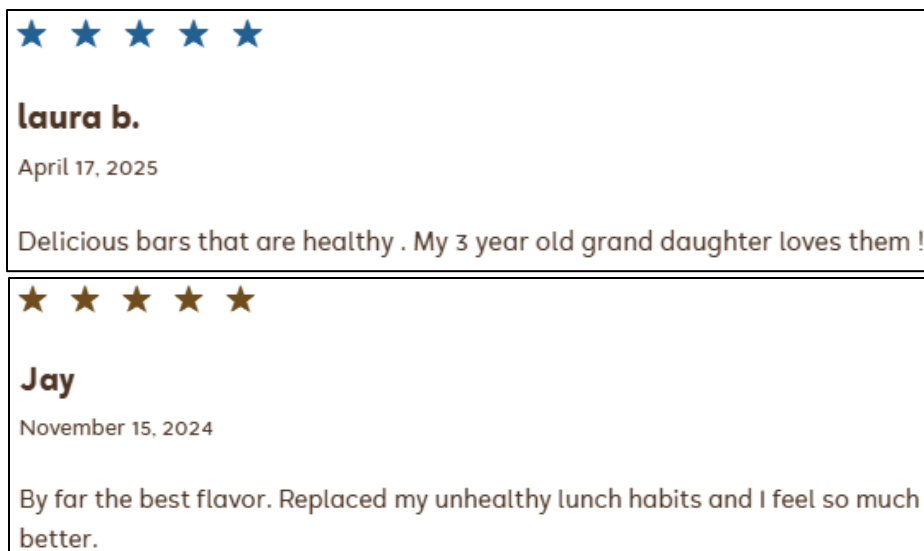 laura b.
April 17, 2025
Delicious bars that are healthy . My 3 year old grand daughter loves them !
Jay
November 15, 2024
By far the best flavor. Replaced my unhealthy lunch habits and I feel so much
better.